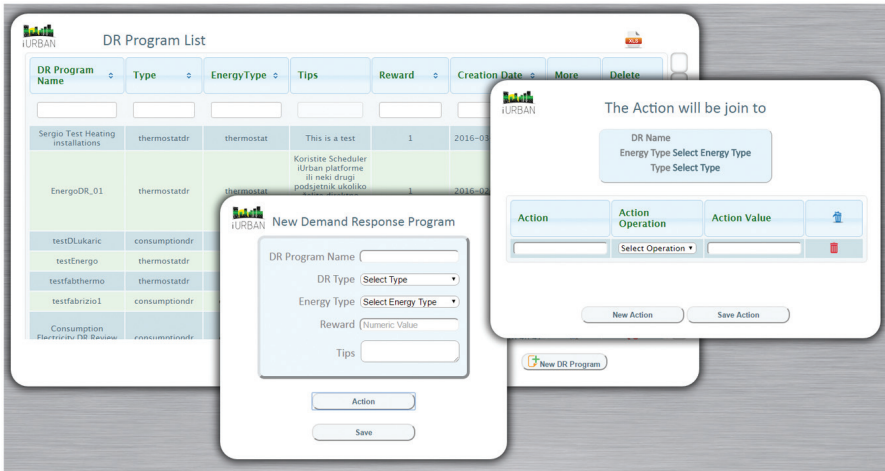 iURBAN
DR Program List
XLS
DR Program Name
Type
EnergyType
Tips
Reward
Creation Date
More
Delete
Sergio Test Heating installations
thermostatdr
thermostat
This is a test
1
2016-03
EnergoDR_01
thermostatdr
thermostat
Koristite Scheduler
iUrban platforme
ili neki drugi
podsjetnik ukoliko
1
2016-02
testDLukaric
consumptiondr
testEnergo
thermostatdr
testfabthermo
thermostatdr
testfabrizio1
consumptiondr
Consumption
Electricity DR Review
consumptiondr
New DR Program
iURBAN
New Demand Response Program
DR Program Name
DR Type Select Type
Energy Type Select Energy Type
Reward Numeric Value
Tips
Action
Save
iURBAN
The Action will be join to
DR Name
Energy Type Select Energy Type
Type Select Type
Action
Action Operation
Action Value
Select Operation
New Action
Save Action